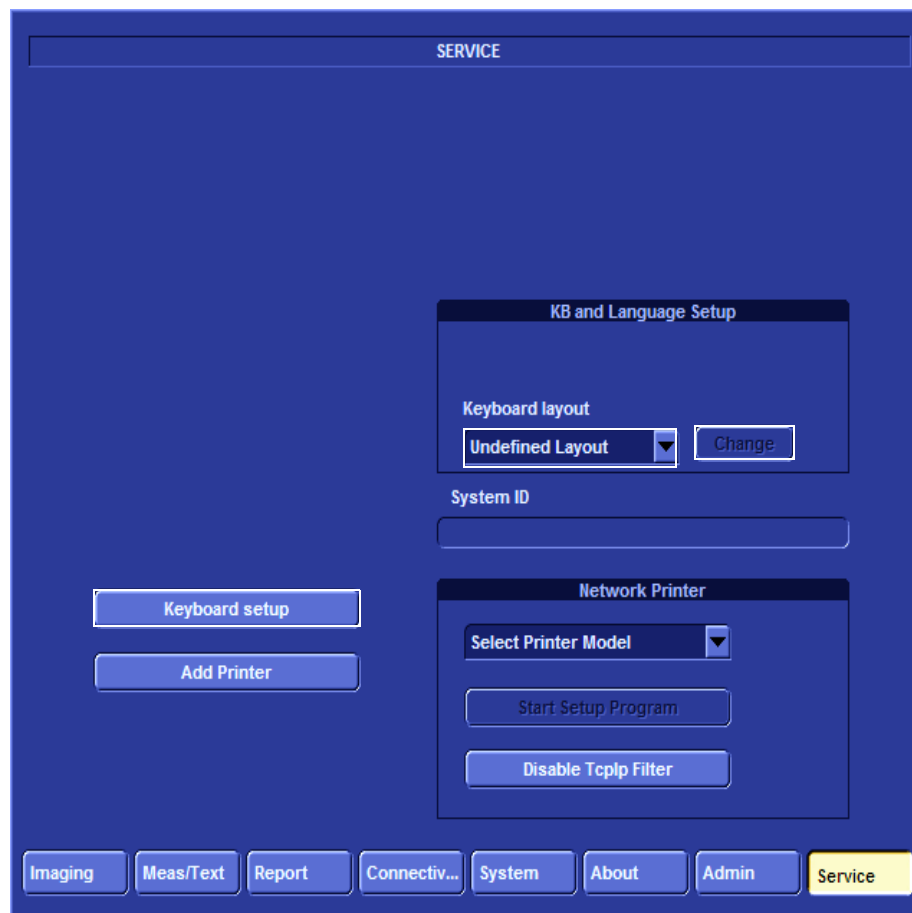 SERVICE
KB and Language Setup
Keyboard layout
Undefined Layout
Change
System ID
Keyboard setup
Add Printer
Network Printer
Select Printer Model
Start Setup Program
Disable TcpIp Filter
Imaging
Meas/Text
Report
Connectiv...
System
About
Admin
Service